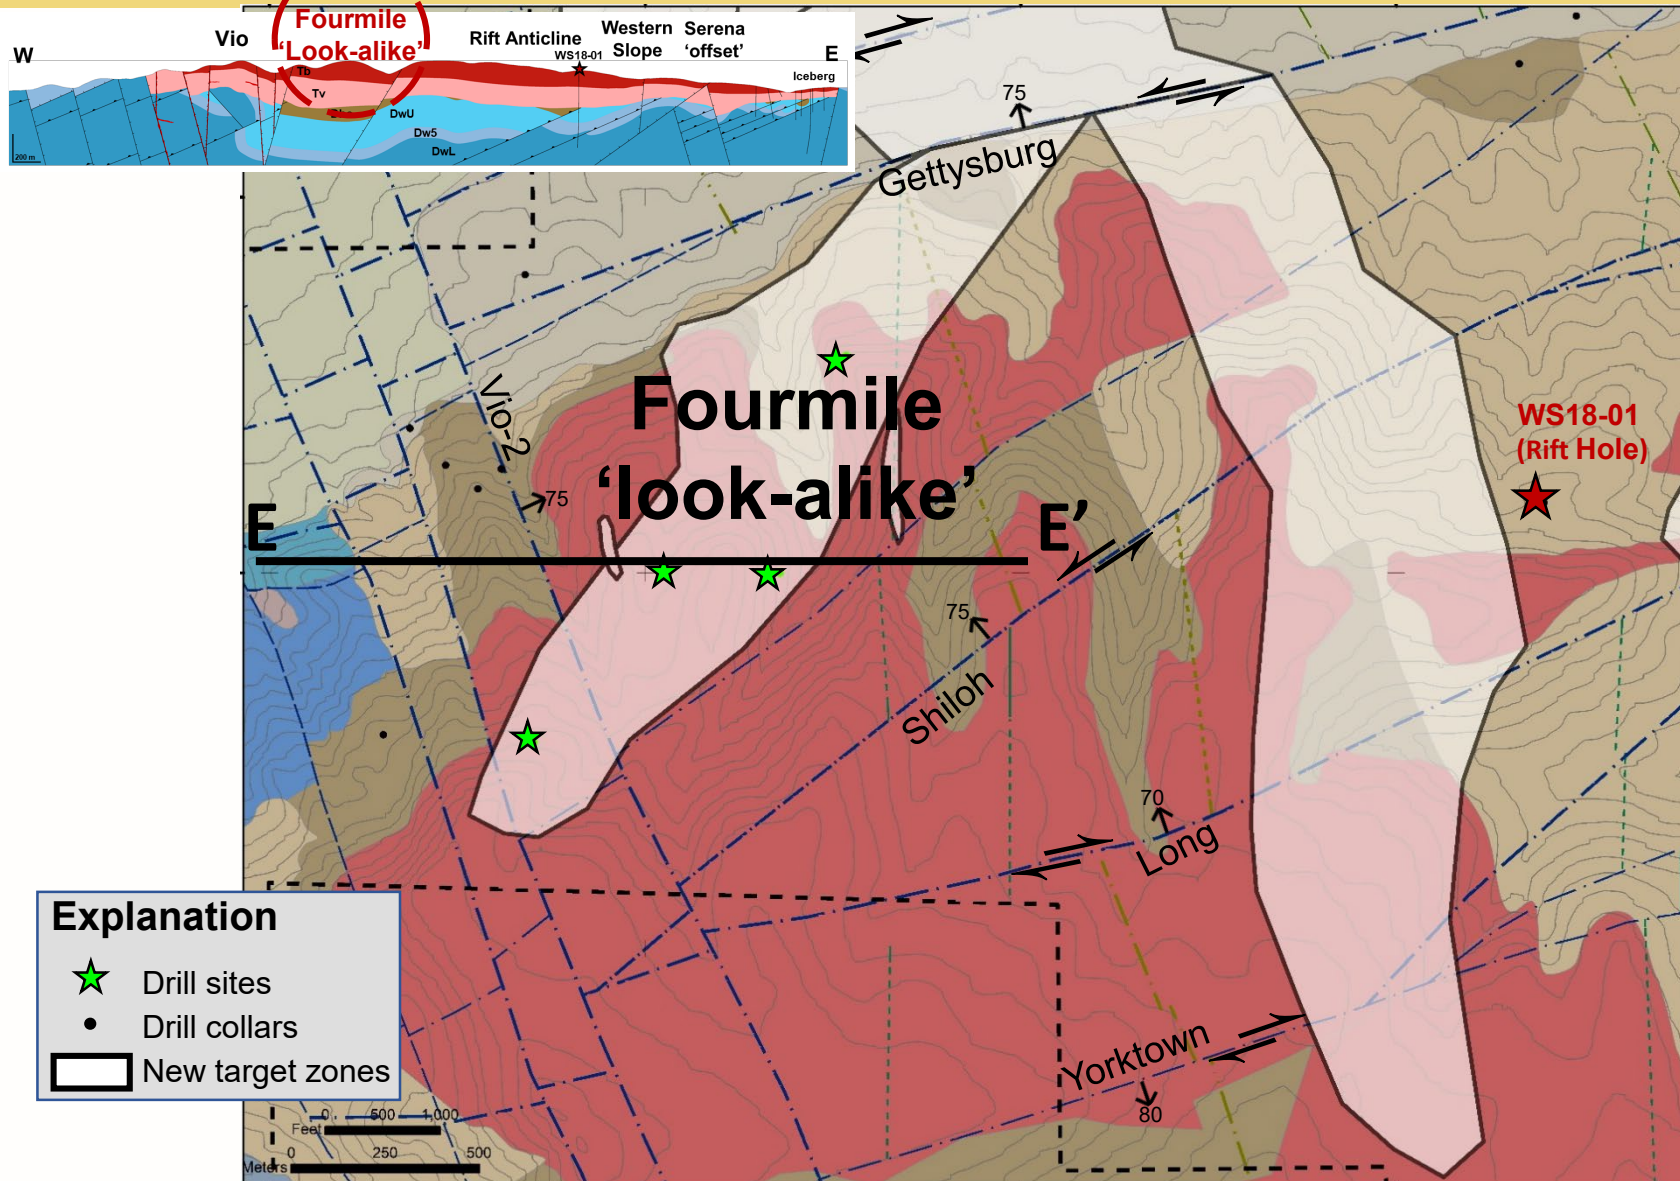 W
Vio
Fourmile
'Look-alike'
Rift Anticline
WS18-01
Western
Slope
Serena
'offset'
E
Iceberg
Tb
Tv
DwU
Dw5
DwL
200 m
75
Gettysburg
Vio-2
75
Fourmile
'look-alike'
WS18-01
(Rift Hole)
E
E'
75
Shiloh
70
Long
Yorktown
80
Explanation
Drill sites
Drill collars
New target zones
0 500 1,000
Feet
0 250 500
Meters